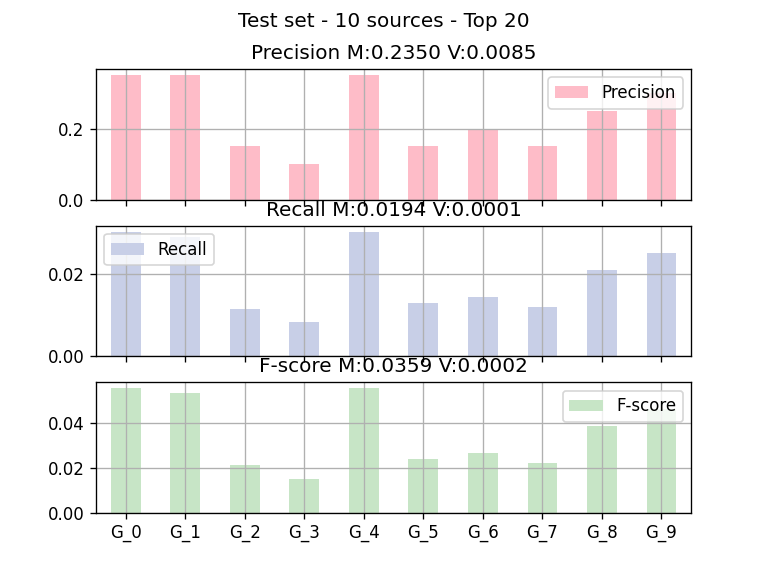 Test set - 10 sources - Top 20
Precision M:0.2350 V:0.0085
Precision
0.2
0.0
Recall M:0.0194 V:0.0001
Recall
0.02
0.00
F-score M:0.0359 V:0.0002
F-score
0.04
0.02
0.00
G_0 G_1 G_2 G_3 G_4 G_5 G_6 G_7 G_8 G_9